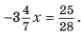 −3 4/7 x = 25/28.